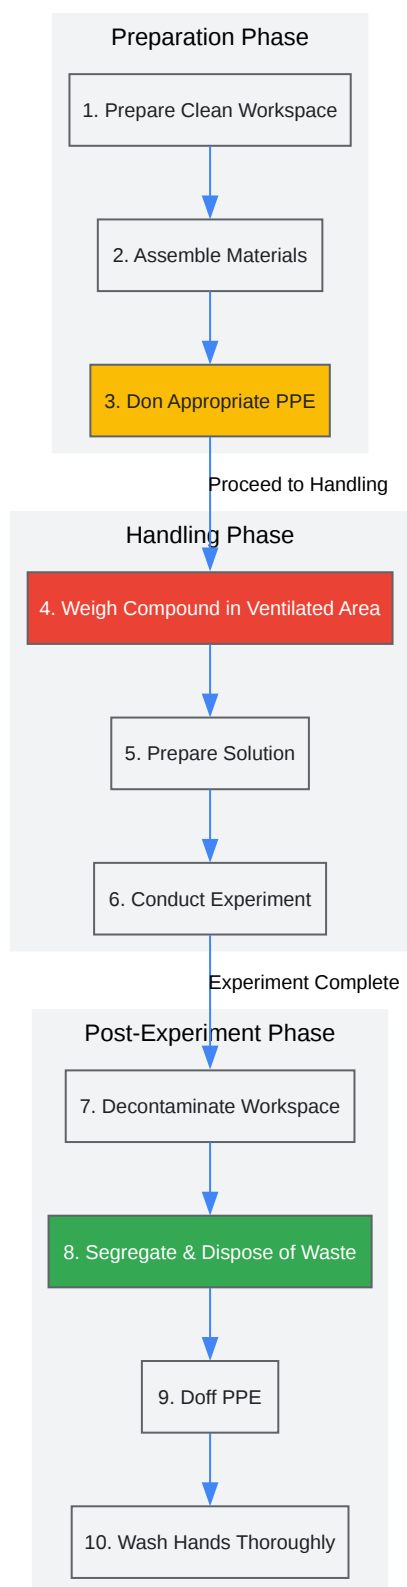 Preparation Phase
1. Prepare Clean Workspace
2. Assemble Materials
3. Don Appropriate PPE
Proceed to Handling
Handling Phase
4. Weigh Compound in Ventilated Area
5. Prepare Solution
6. Conduct Experiment
Experiment Complete
Post-Experiment Phase
7. Decontaminate Workspace
8. Segregate & Dispose of Waste
9. Doff PPE
10. Wash Hands Thoroughly